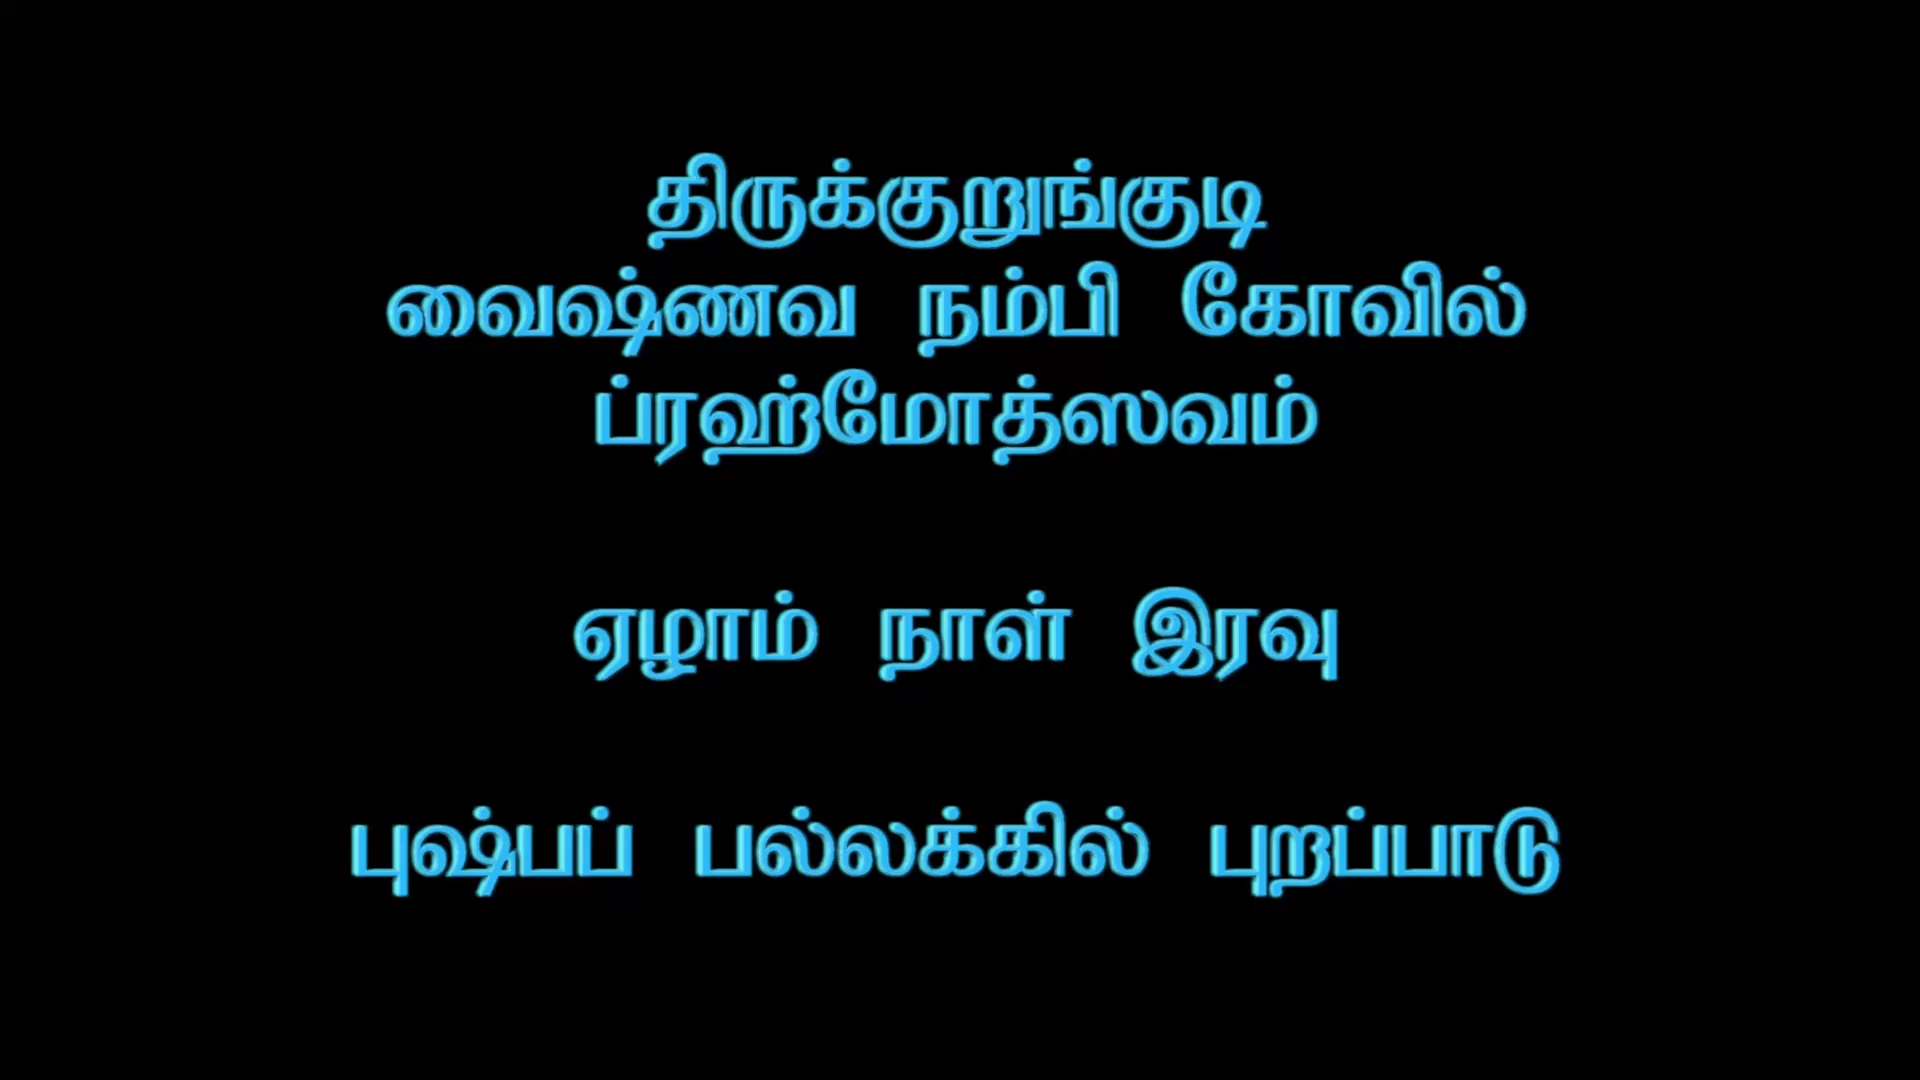 திருக்குறுங்குடி
வைஷ்ணவ நம்பி கோவில்
ப்ரஹ்மோத்ஸவம்
ஏழாம் நாள் இரவு
புஷ்பப் பல்லக்கில் புறப்பாடு